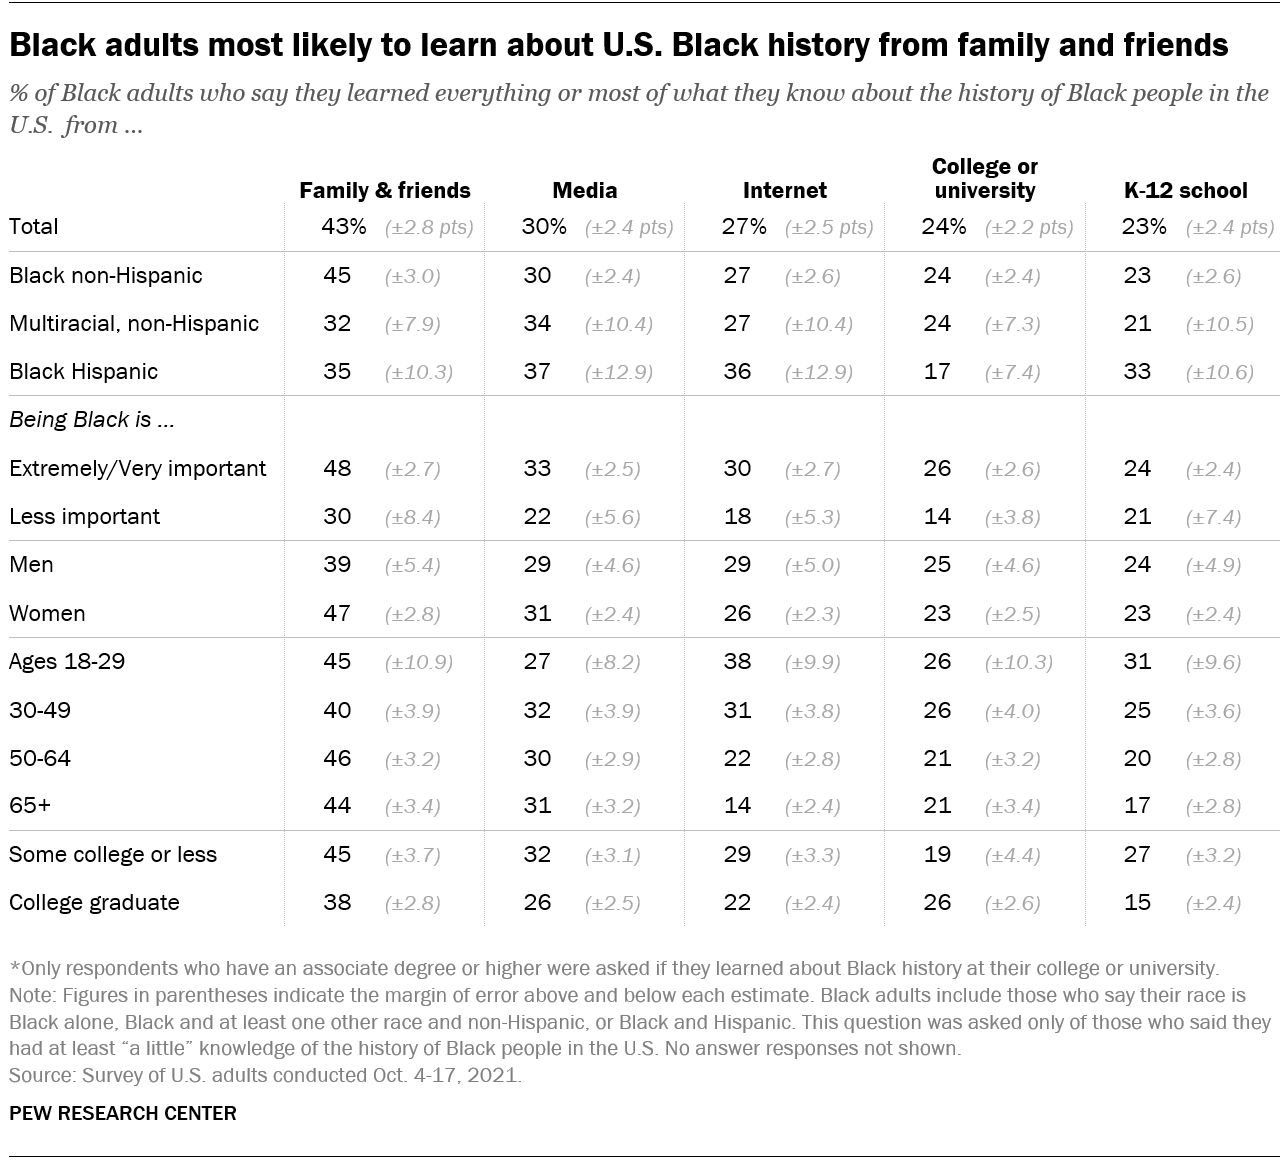 Black adults most likely to learn about U.S. Black history from family and friends
% of Black adults who say they learned everything or most of what they know about the history of Black people in the
U.S. from ...
Family & friends Media Internet College or university K-12 school
Total 43% (±2.8 pts) 30% (±2.4 pts) 27% (±2.5 pts) 24% (±2.2 pts) 23% (±2.4 pts)
Black non-Hispanic 45 (±3.0) 30 (±2.4) 27 (±2.6) 24 (±2.4) 23 (±2.6)
Multiracial, non-Hispanic 32 (±7.9) 34 (±10.4) 27 (±10.4) 24 (±7.3) 21 (±10.5)
Black Hispanic 35 (±10.3) 37 (±12.9) 36 (±12.9) 17 (±7.4) 33 (±10.6)
Being Black is ...
Extremely/Very important 48 (±2.7) 33 (±2.5) 30 (±2.7) 26 (±2.6) 24 (±2.4)
Less important 30 (±8.4) 22 (±5.6) 18 (±5.3) 14 (±3.8) 21 (±7.4)
Men 39 (±5.4) 29 (±4.6) 29 (±5.0) 25 (±4.6) 24 (±4.9)
Women 47 (±2.8) 31 (±2.4) 26 (±2.3) 23 (±2.5) 23 (±2.4)
Ages 18-29 45 (±10.9) 27 (±8.2) 38 (±9.9) 26 (±10.3) 31 (±9.6)
30-49 40 (±3.9) 32 (±3.9) 31 (±3.8) 26 (±4.0) 25 (±3.6)
50-64 46 (±3.2) 30 (±2.9) 22 (±2.8) 21 (±3.2) 20 (±2.8)
65+ 44 (±3.4) 31 (±3.2) 14 (±2.4) 21 (±3.4) 17 (±2.8)
Some college or less 45 (±3.7) 32 (±3.1) 29 (±3.3) 19 (±4.4) 27 (±3.2)
College graduate 38 (±2.8) 26 (±2.5) 22 (±2.4) 26 (±2.6) 15 (±2.4)
*Only respondents who have an associate degree or higher were asked if they learned about Black history at their college or university.
Note: Figures in parentheses indicate the margin of error above and below each estimate. Black adults include those who say their race is
Black alone, Black and at least one other race and non-Hispanic, or Black and Hispanic. This question was asked only of those who said they
had at least “a little” knowledge of the history of Black people in the U.S. No answer responses not shown.
Source: Survey of U.S. adults conducted Oct. 4-17, 2021.
PEW RESEARCH CENTER